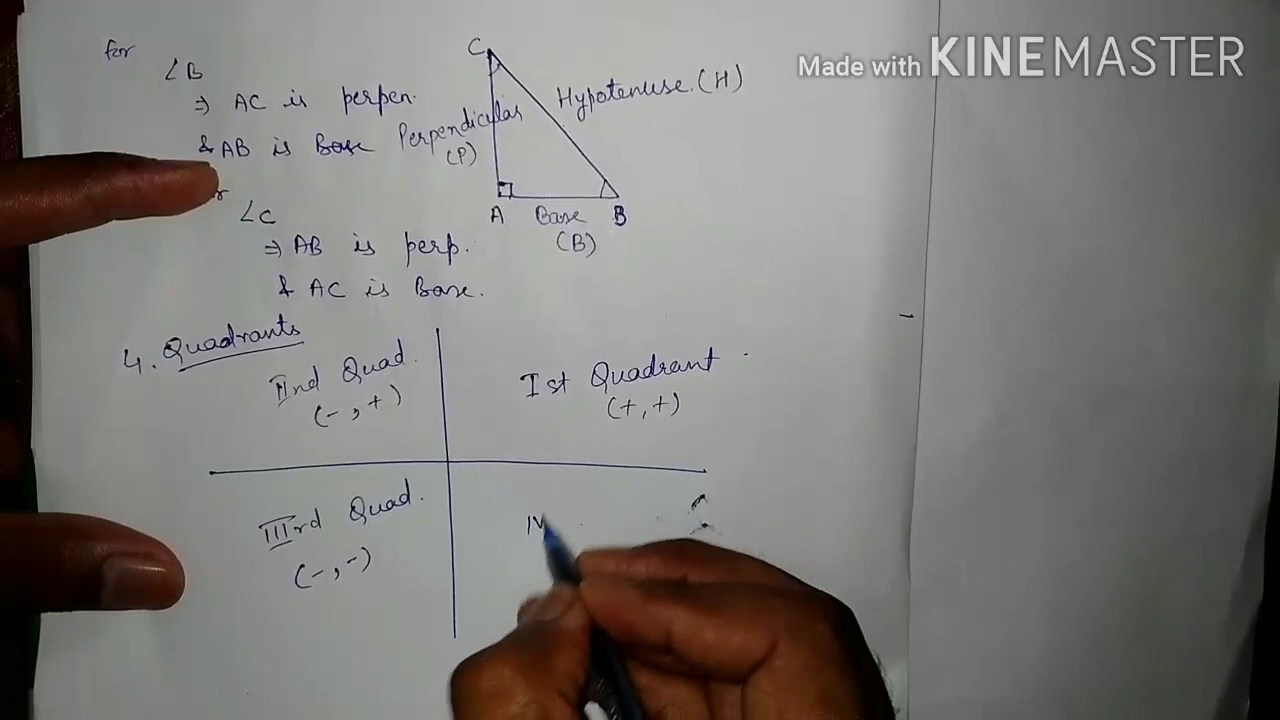 for
∠B
⇒ AC is perpen.
& AB is Base
∠C
⇒ AB is perp.
& AC is Base.
C
Hypotenuse. (H)
Perpendicular
(P)
A Base B
(B)
4. Quadrants
IInd Quad.
(-, +)
Ist Quadrant
(+, +)
IIIrd Quad.
(-, -)
IV
Made with KINEMASTER